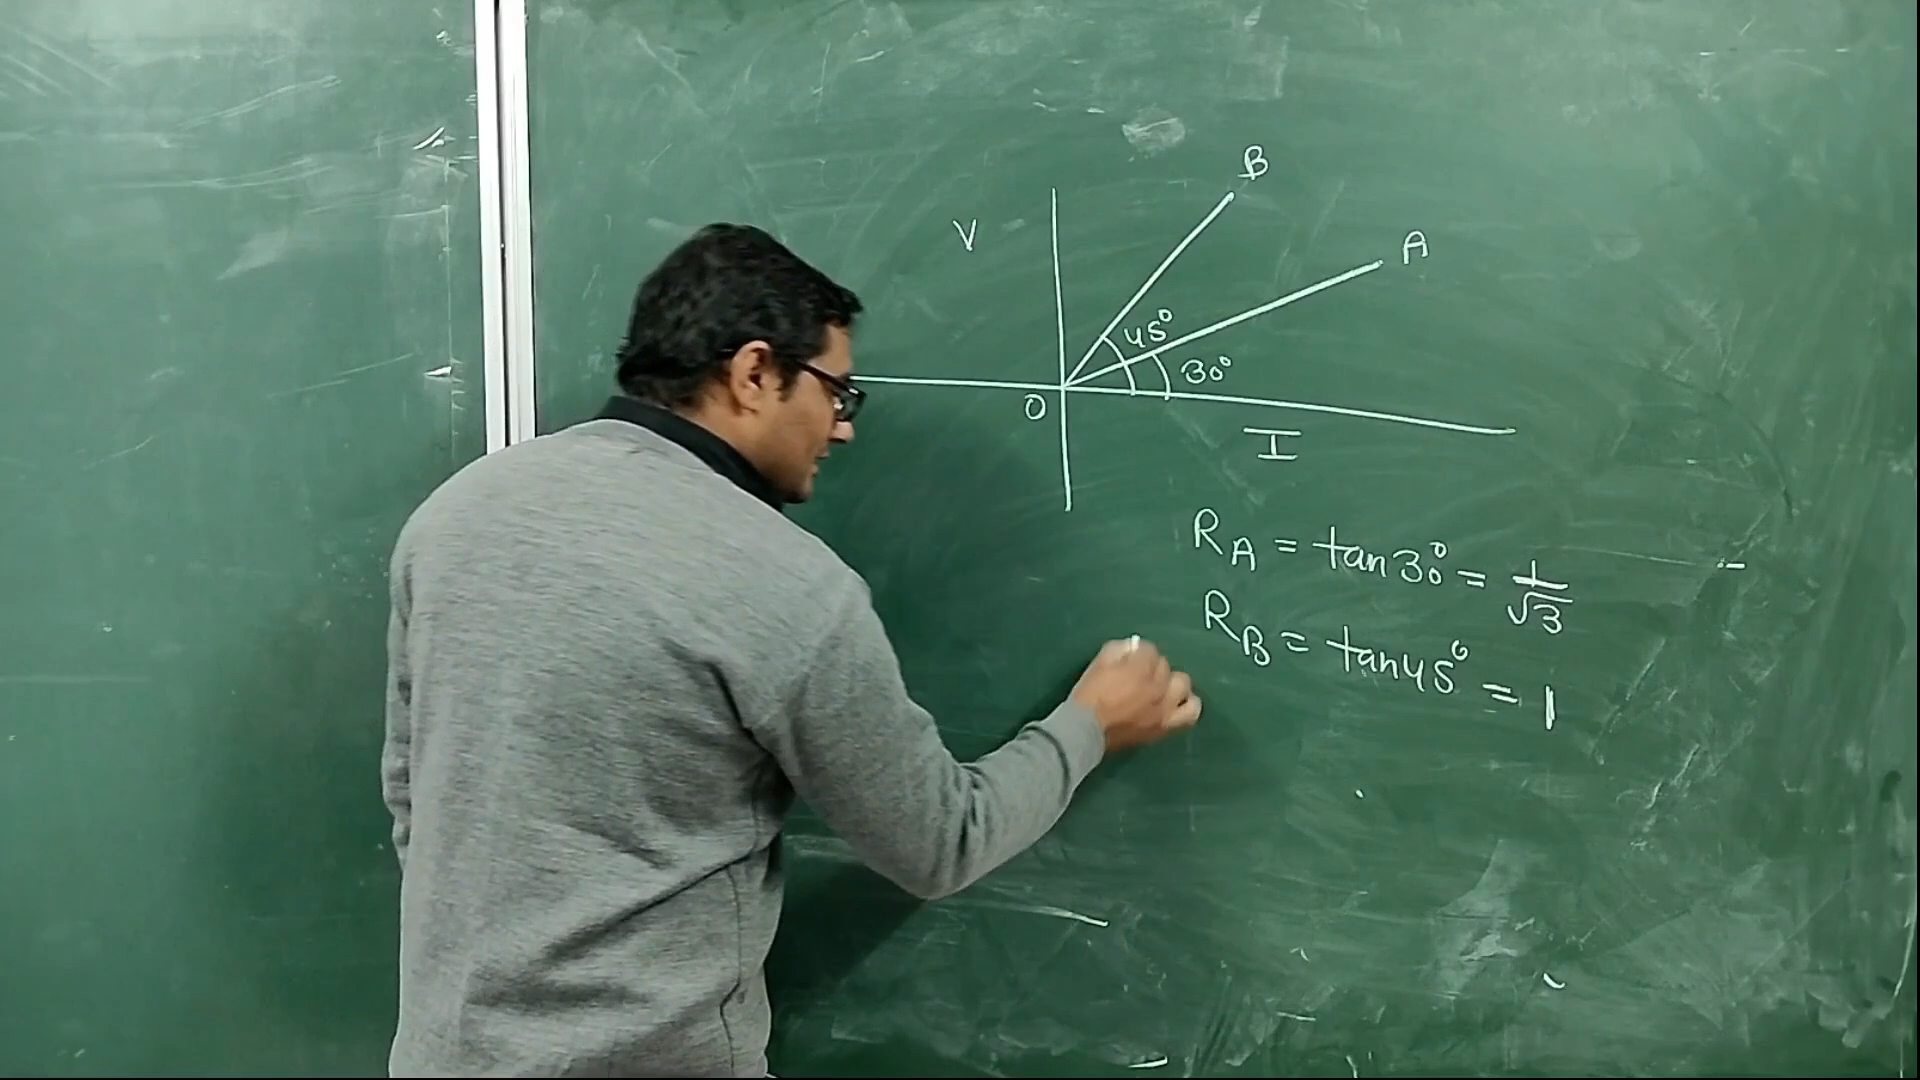 B
V
A
45°
30°
O
I
R_A = tan30° = 1/√3
R_B = tan45° = 1